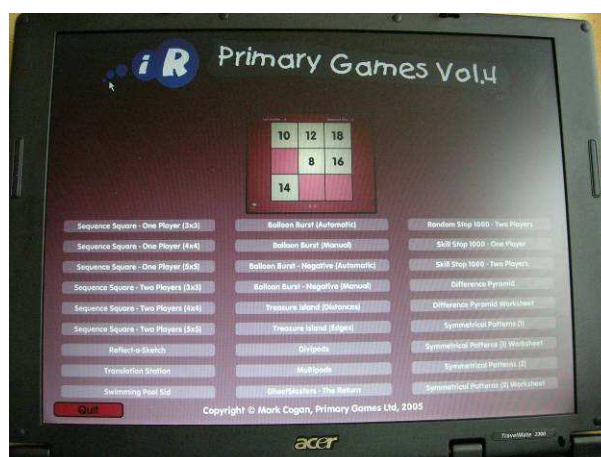 iR Primary Games Vol.4
10 12 18
8 16
14
Sequence Square - One Player (3x3)
Sequence Square - One Player (4x4)
Sequence Square - One Player (5x5)
Sequence Square - Two Players (3x3)
Sequence Square - Two Players (4x4)
Sequence Square - Two Players (5x5)
Reflect-a-Sketch
Translation Station
Swimming Pool Sid
Balloon Burst (Automatic)
Balloon Burst (Manual)
Balloon Burst - Negative (Automatic)
Balloon Burst - Negative (Manual)
Treasure Island (Distances)
Treasure Island (Edges)
Divipods
Multipods
GhostMasters - The Return
Random Stop 1000 - Two Players
Skill Stop 1000 - One Player
Skill Stop 1000 - Two Players
Difference Pyramid
Difference Pyramid Worksheet
Symmetrical Patterns (1)
Symmetrical Patterns (1) Worksheet
Symmetrical Patterns (2)
Symmetrical Patterns (2) Worksheet
Quit
Copyright © Mark Cogan, Primary Games Ltd, 2005
acer
TravelMate 2300